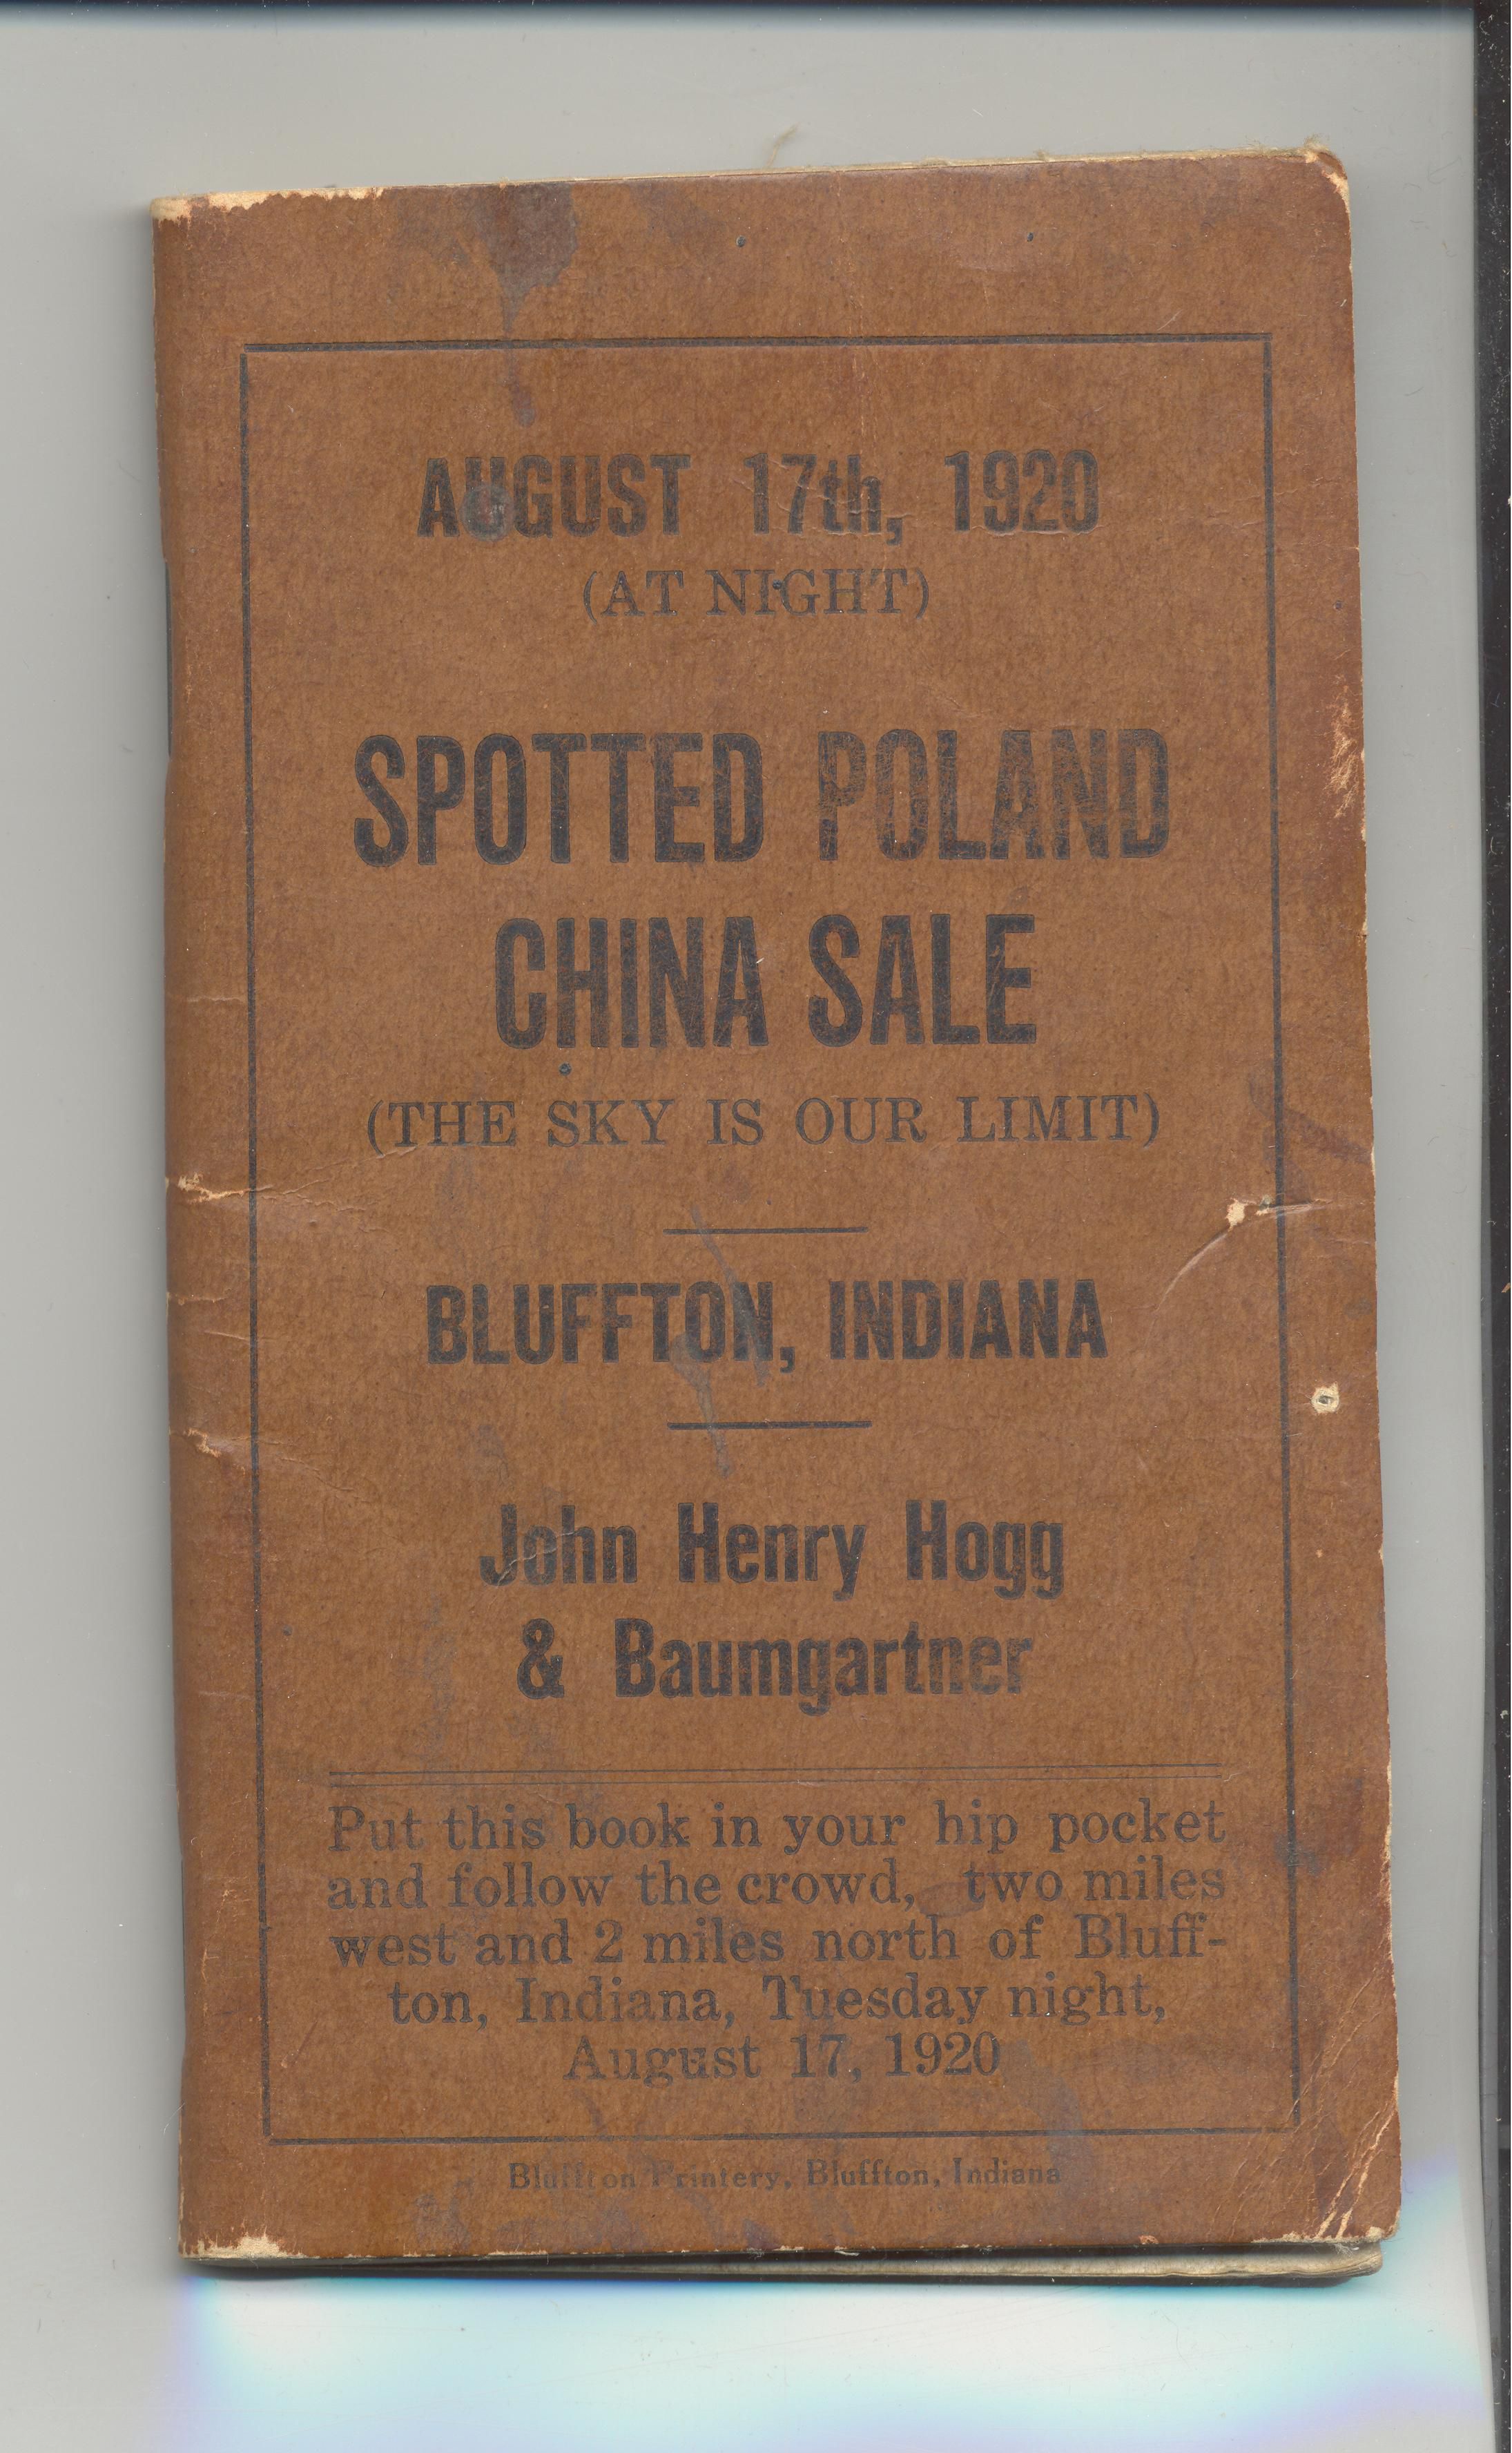 AUGUST 17th, 1920
(AT NIGHT)
SPOTTED POLAND
CHINA SALE
(THE SKY IS OUR LIMIT)
BLUFFTON, INDIANA
John Henry Hogg
& Baumgartner
Put this book in your hip pocket
and follow the crowd, two miles
west and 2 miles north of Bluff-
ton, Indiana, Tuesday night,
August 17, 1920
Bluffton Printery, Bluffton, Indiana